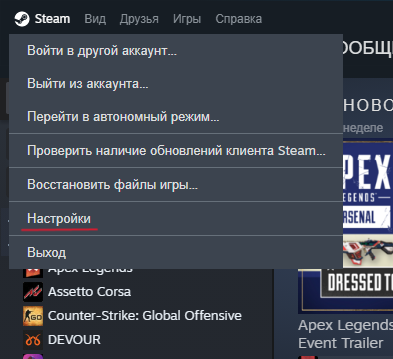 Steam Вид Друзья Игры Справка
Войти в другой аккаунт...
Выйти из аккаунта...
Перейти в автономный режим...
Проверить наличие обновлений клиента Steam...
Восстановить файлы игры...
Настройки
Выход
ООБЩ
НОВО
неделе
APEX
LEGENDS
ARSENAL
DRESSED TO
Apex Legends
Assetto Corsa
Counter-Strike: Global Offensive
DEVOUR
Apex Legend
Event Trailer